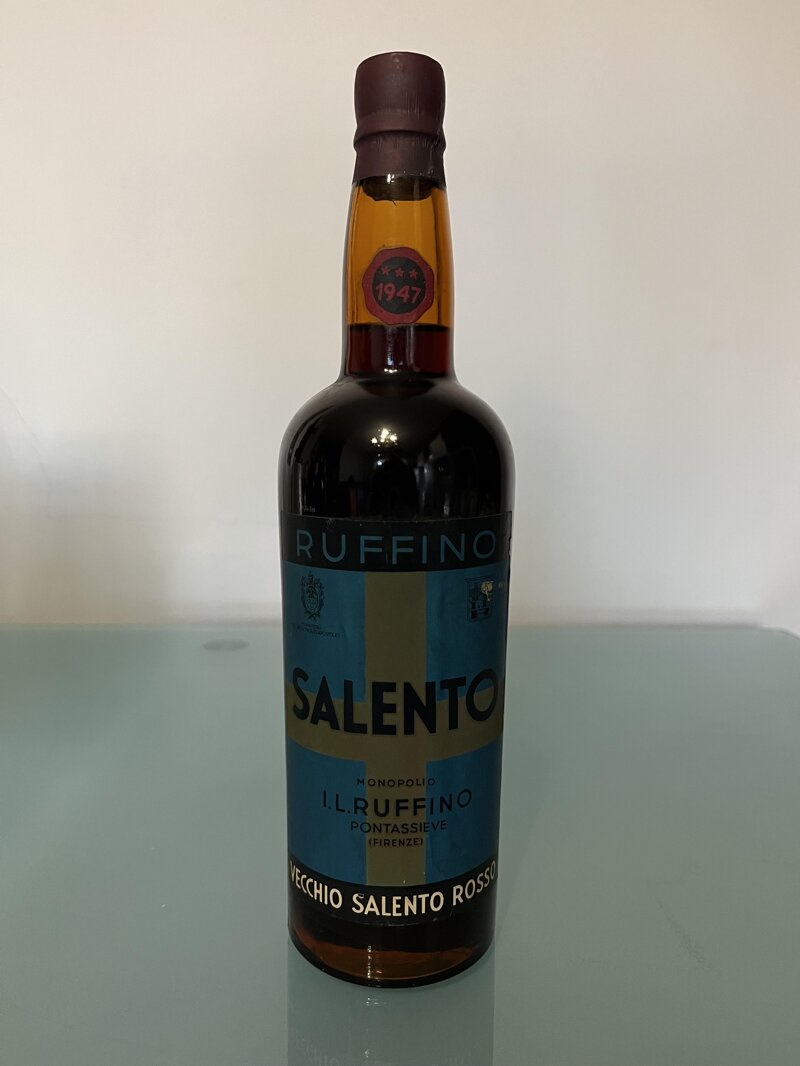 ★★★
1947
RUFFINO
SALENTO
MONOPOLIO
I.L.RUFFINO
PONTASSIEVE
(FIRENZE)
VECCHIO SALENTO ROSSO